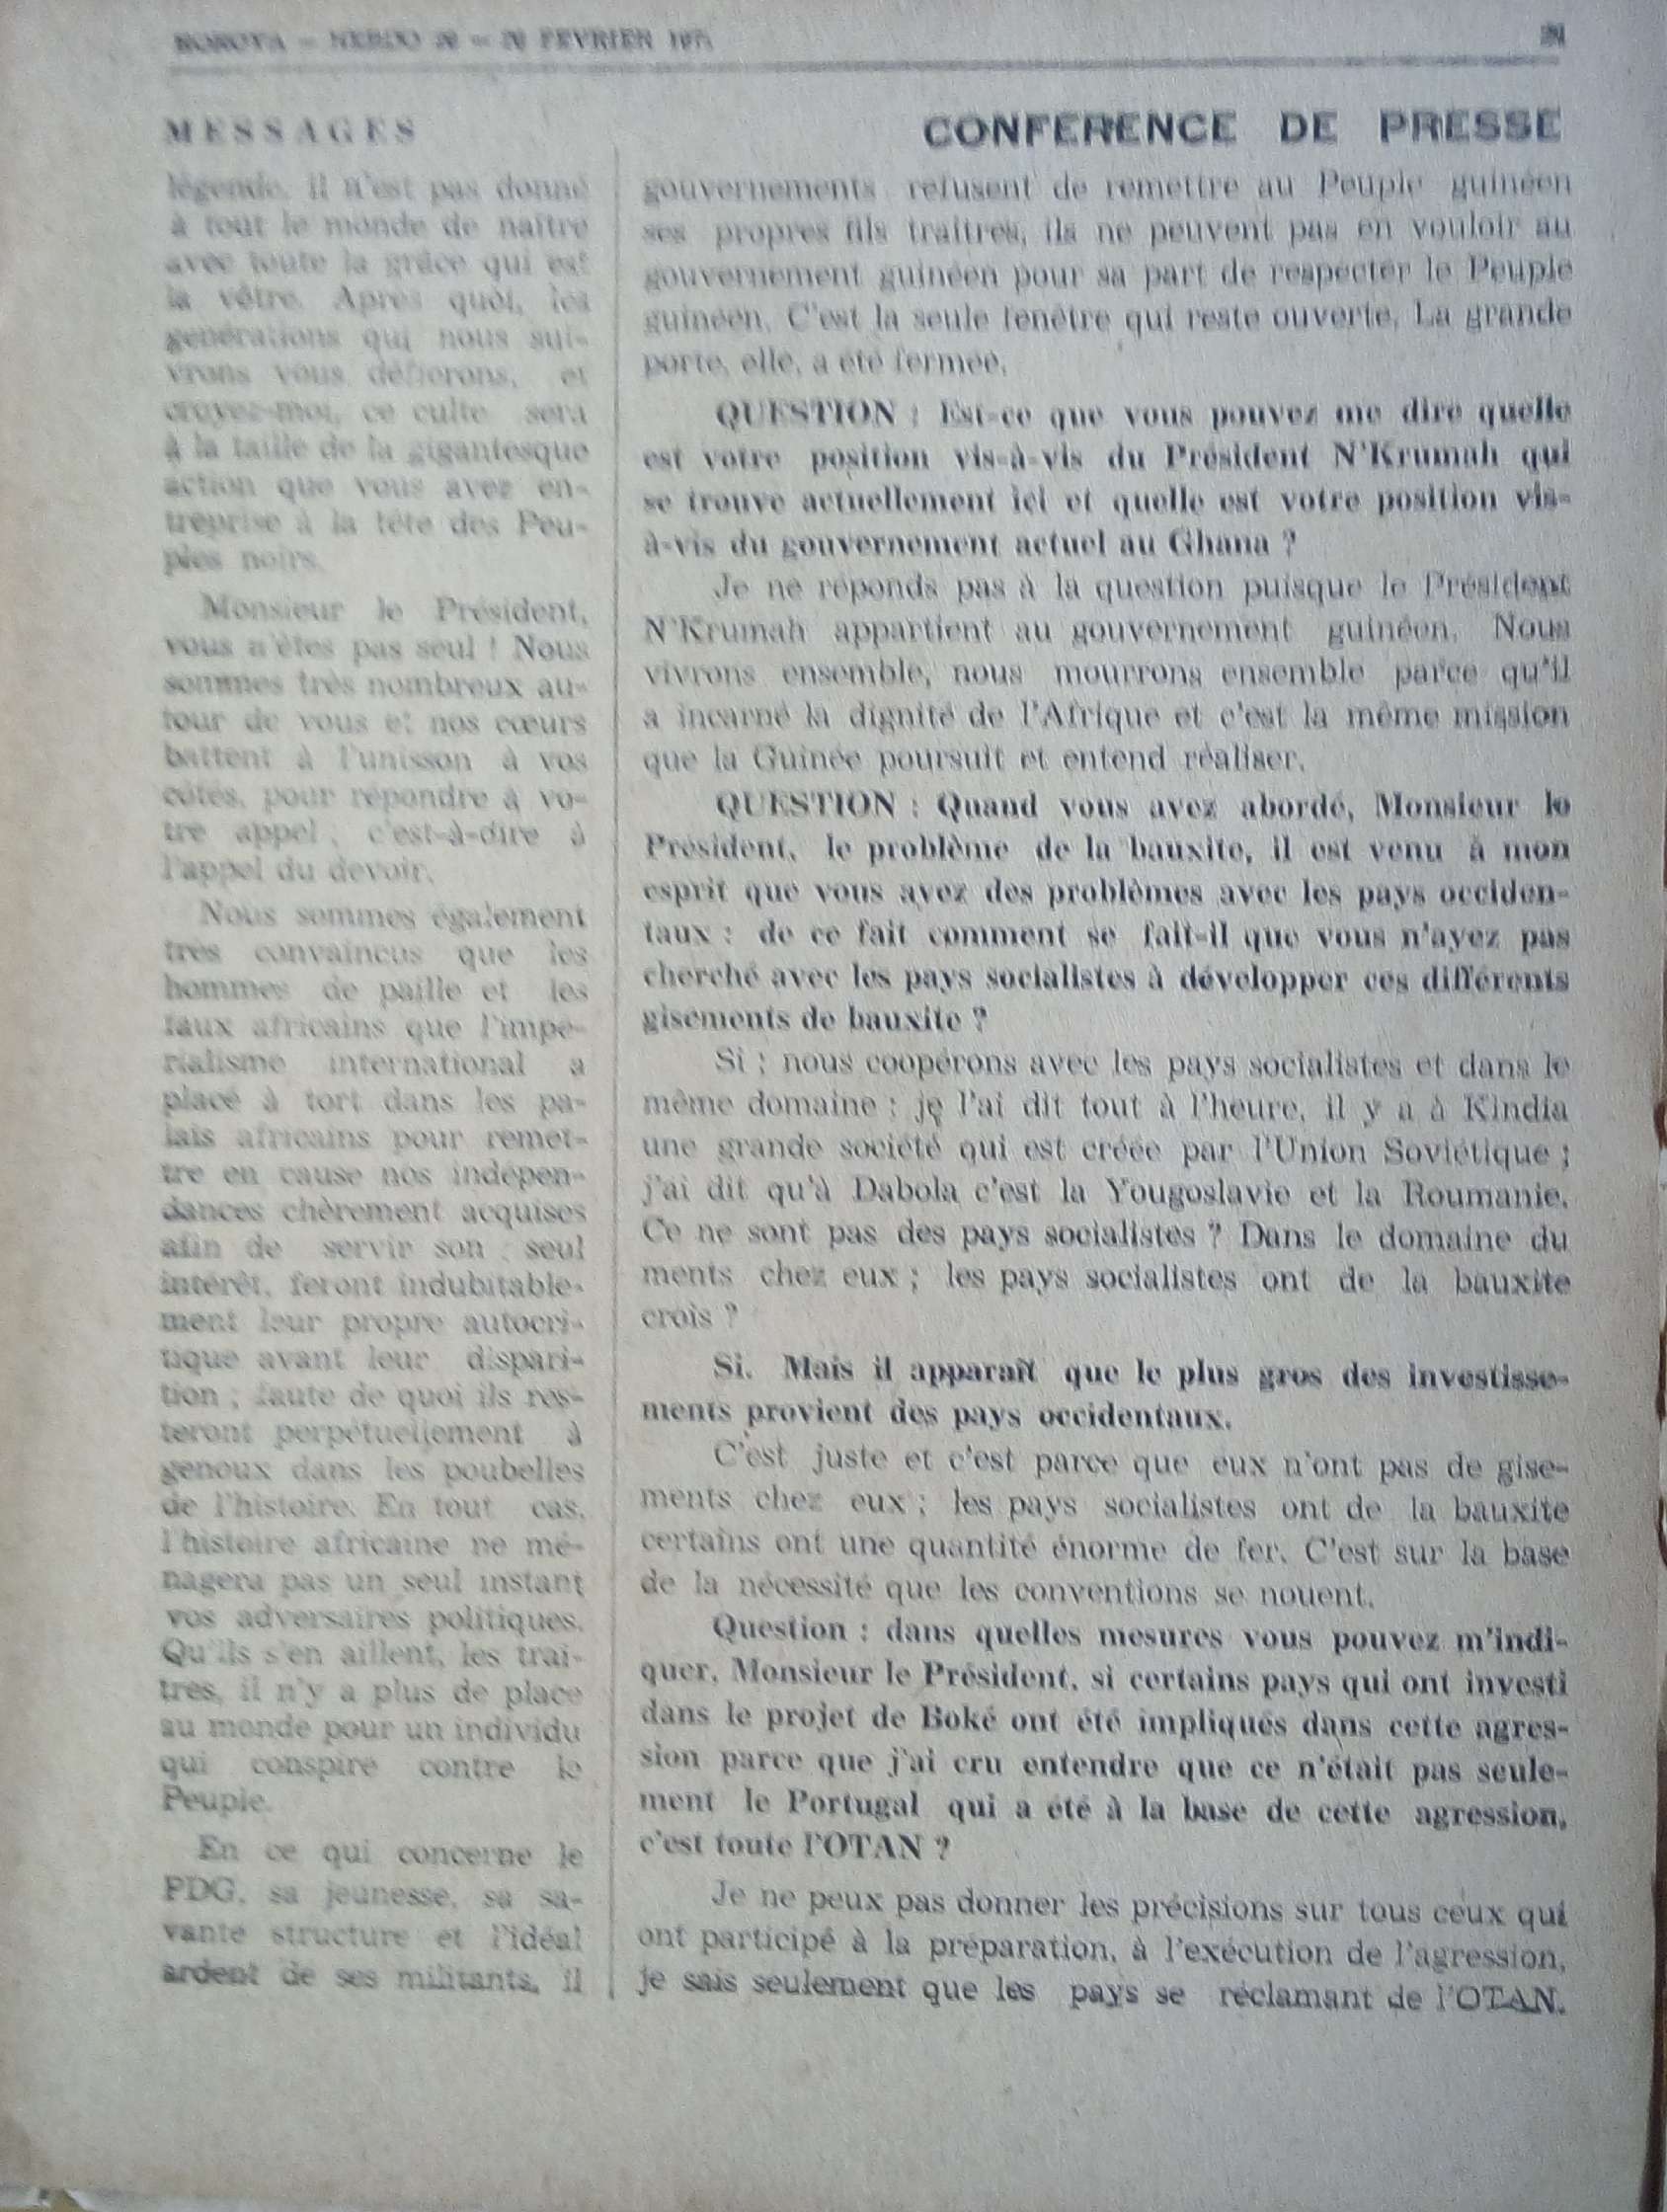 HOROYA — HEBDO 20 — 26 FEVRIER
MESSAGES
légende, il n'est pas donné
à tout le monde de naître
avec toute la grâce qui est
la vôtre. Après quoi, les
générations qui nous sui-
vrons vous défierons, et
croyez-moi, ce culte sera
à la taille de la gigantesque
action que vous avez en-
treprise à la tête des Peu-
ples noirs.
Monsieur le Président,
vous n'êtes pas seul ! Nous
sommes très nombreux au-
tour de vous et nos cœurs
battent à l'unisson à vos
côtés, pour répondre à vo-
tre appel, c'est-à-dire à
l'appel du devoir.
Nous sommes également
très convaincus que les
hommes de paille et les
faux africains que l'impé-
rialisme international a
placé à tort dans les pa-
lais africains pour remet-
tre en cause nos indépen-
dances chèrement acquises
afin de servir son seul
intérêt, feront indubitable-
ment leur propre autocri-
tique avant leur dispari-
tion ; faute de quoi ils res-
teront perpétuellement à
genoux dans les poubelles
de l'histoire. En tout cas,
l'histoire africaine ne mé-
nagera pas un seul instant
vos adversaires politiques.
Qu'ils s'en aillent, les trai-
tres, il n'y a plus de place
au monde pour un individu
qui conspire contre le
Peuple.
En ce qui concerne le
PDG, sa jeunesse, sa sa-
vante structure et l'idéal
ardent de ses militants, il
CONFERENCE DE PRESSE
gouvernements refusent de remettre au Peuple guinéen
ses propres fils traîtres, ils ne peuvent pas en vouloir au
gouvernement guinéen pour sa part de respecter le Peuple
guinéen. C'est la seule fenêtre qui reste ouverte. La grande
porte, elle, a été fermée.
QUESTION : Est-ce que vous pouvez me dire quelle
est votre position vis-à-vis du Président N'Krumah qui
se trouve actuellement ici et quelle est votre position vis-
à-vis du gouvernement actuel au Ghana ?
Je ne réponds pas à la question puisque le Président
N'Krumah appartient au gouvernement guinéen. Nous
vivrons ensemble, nous mourrons ensemble parce qu'il
a incarné la dignité de l'Afrique et c'est la même mission
que la Guinée poursuit et entend réaliser.
QUESTION : Quand vous avez abordé, Monsieur le
Président, le problème de la bauxite, il est venu à mon
esprit que vous avez des problèmes avec les pays occiden-
taux : de ce fait comment se fait-il que vous n'ayez pas
cherché avec les pays socialistes à développer ces différents
gisements de bauxite ?
Si ; nous coopérons avec les pays socialistes et dans le
même domaine ; je l'ai dit tout à l'heure, il y a à Kindia
une grande société qui est créée par l'Union Soviétique ;
j'ai dit qu'à Dabola c'est la Yougoslavie et la Roumanie.
Ce ne sont pas des pays socialistes ? Dans le domaine du
ments chez eux ; les pays socialistes ont de la bauxite
crois ?
Si. Mais il apparaît que le plus gros des investisse-
ments provient des pays occidentaux.
C'est juste et c'est parce que eux n'ont pas de gise-
ments chez eux ; les pays socialistes ont de la bauxite
certains ont une quantité énorme de fer. C'est sur la base
de la nécessité que les conventions se nouent.
Question : dans quelles mesures vous pouvez m'indi-
quer, Monsieur le Président, si certains pays qui ont investi
dans le projet de Boké ont été impliqués dans cette agres-
sion parce que j'ai cru entendre que ce n'était pas seule-
ment le Portugal qui a été à la base de cette agression,
c'est toute l'OTAN ?
Je ne peux pas donner les précisions sur tous ceux qui
ont participé à la préparation, à l'exécution de l'agression,
je sais seulement que les pays se réclamant de l'OTAN.